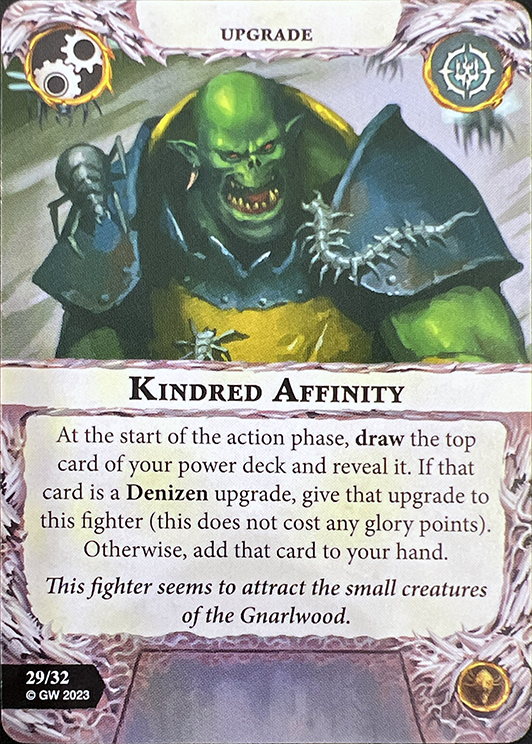 UPGRADE
KINDRED AFFINITY
At the start of the action phase, draw the top
card of your power deck and reveal it. If that
card is a Denizen upgrade, give that upgrade to
this fighter (this does not cost any glory points).
Otherwise, add that card to your hand.
This fighter seems to attract the small creatures
of the Gnarlwood.
29/32
© GW 2023